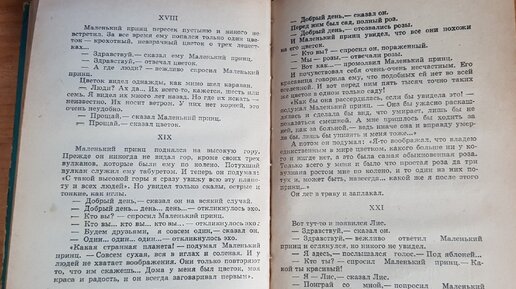 XVIII
Маленький принц пересек пустыню и никого не
встретил. За все время ему попался только один цве-
ток — крохотный, невзрачный цветок о трех лепест-
ках...
— Здравствуй,— сказал ему Маленький принц.
— Здравствуй,— отвечал цветок.
— А где люди? — вежливо спросил Маленький
принц.
Цветок видел однажды, как мимо шел караван.
— Люди? Ах да... Их всего-то, кажется, шесть или
семь. Я видел их много лет назад. Но где их искать —
неизвестно. Их носит ветром. У них нет корней, это
очень неудобно.
— Прощай,— сказал Маленький принц.
— Прощай,— сказал цветок.
XIX
Маленький принц поднялся на высокую гору.
Прежде он никогда не видал гор, кроме своих трех
вулканов, которые были ему по колено. Потухший
вулкан служил ему табуретом. И теперь он подумал:
«С такой высокой горы я сразу увижу всю эту плане-
ту и всех людей». Но увидел только скалы, острые
и тонкие, как иглы.
— Добрый день,— сказал он на всякий случай.
— Добрый день... день... день...— откликнулось эхо.
— Кто вы? — спросил Маленький принц.
— Кто вы... кто вы... кто вы...— откликнулось эхо.
— Будем друзьями, я совсем один,— сказал он.
— Один... один... один...— откликнулось эхо.
«Какая странная планета! — подумал Маленький
принц.— Совсем сухая, вся в иглах и соленая. И у
людей не хватает воображения. Они только повторяют
то, что им скажешь... Дома у меня был цветок, моя
краса и радость, и он всегда заговаривал первым».
— Добрый день,— сказал он.
Перед ним был сад, полный роз.
— Добрый день,— отозвались розы.
И Маленький принц увидел, что все они похожи
на его цветок.
— Кто вы? — спросил он, пораженный.
— Мы — розы,— отвечали розы.
— Вот как...— промолвил Маленький принц.
И почувствовал себя очень-очень несчастным. Его
красавица говорила ему, что подобных ей нет во всей
вселенной. И вот перед ним пять тысяч точно таких
же цветов в одном только саду!
«Как бы она рассердилась, если бы увидела это! —
подумал Маленький принц.— Она бы ужасно раскаш-
лялась и сделала бы вид, что умирает, лишь бы не
показаться смешной. А мне пришлось бы ходить за
ней, как за больной,— ведь иначе она и вправду умер-
ла бы, лишь бы унизить и меня тоже...»
А потом он подумал: «Я-то воображал, что владею
единственным в мире цветком, какого больше ни у кого
и нигде нет, а это была самая обыкновенная роза.
Только всего у меня и было что простая роза да три
вулкана ростом мне по колено, и то один из них по-
тух и, может быть, навсегда... какой же я после этого
принц!..»
Он лег в траву и заплакал.
XXI
Вот тут-то и появился Лис.
— Здравствуй,— сказал он.
— Здравствуй,— вежливо ответил Маленький
принц и оглянулся, но никого не увидел.
— Я здесь,— послышался голос.— Под яблоней...
— Кто ты? — спросил Маленький принц.— Какой
ты красивый!
— Я — Лис,— сказал Лис.
— Поиграй со мной,— попросил Маленький